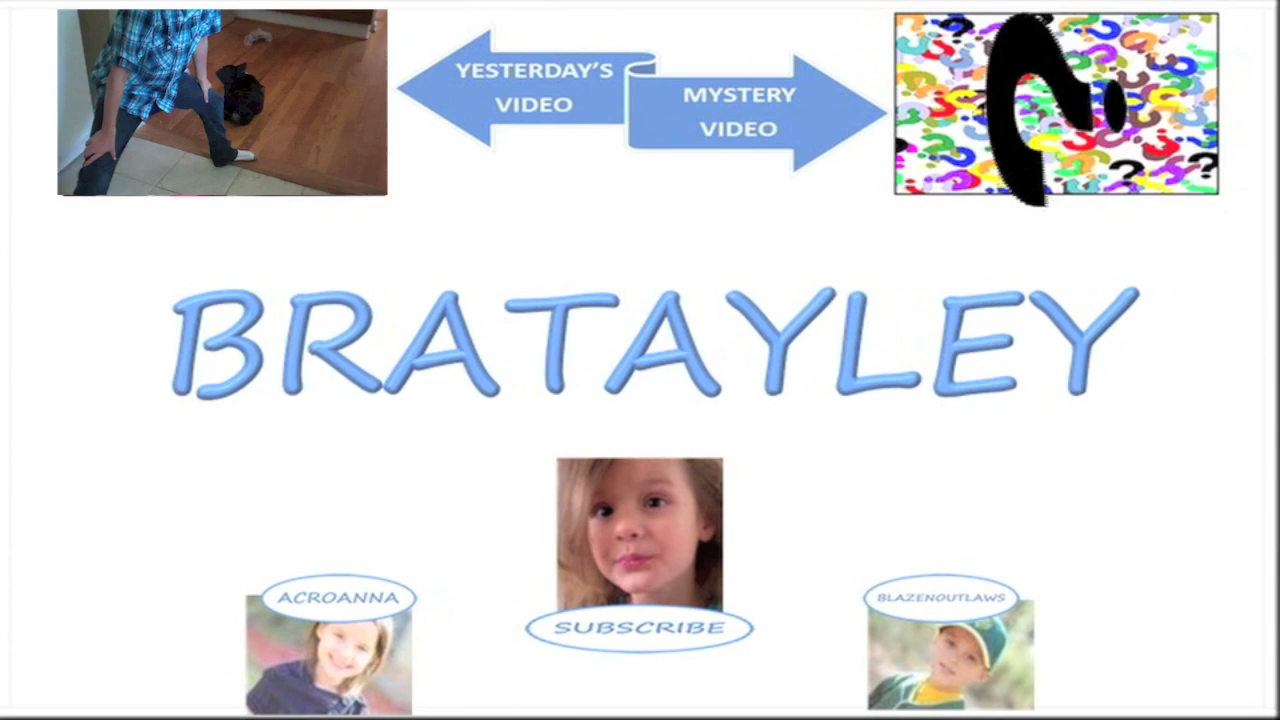 YESTERDAY'S
VIDEO
MYSTERY
VIDEO
BRATAYLEY
ACROANNA
SUBSCRIBE
BLAZENOUTLAWS